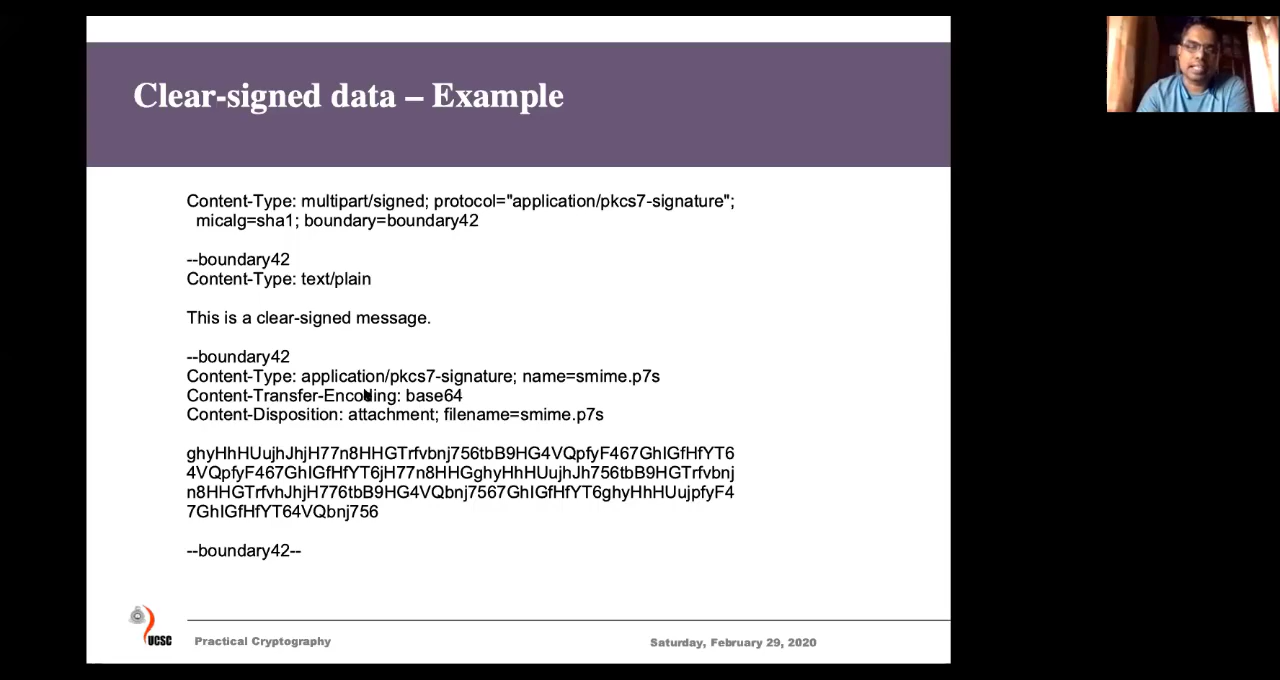 Clear-signed data – Example
Content-Type: multipart/signed; protocol="application/pkcs7-signature";
micalg=sha1; boundary=boundary42
--boundary42
Content-Type: text/plain
This is a clear-signed message.
--boundary42
Content-Type: application/pkcs7-signature; name=smime.p7s
Content-Transfer-Encoding: base64
Content-Disposition: attachment; filename=smime.p7s
ghyHhHUujhJhjH77n8HHGTrfvbnj756tbB9HG4VQpfyF467GhIGfHfYT6
4VQpfyF467GhIGfHfYT6jH77n8HHGghyHhHUujhJh756tbB9HGTrfvbnj
n8HHGTrfvhJhjH776tbB9HG4VQbnj7567GhIGfHfYT6ghyHhHUujpfyF4
7GhIGfHfYT64VQbnj756
--boundary42--
UCSC
Practical Cryptography
Saturday, February 29, 2020